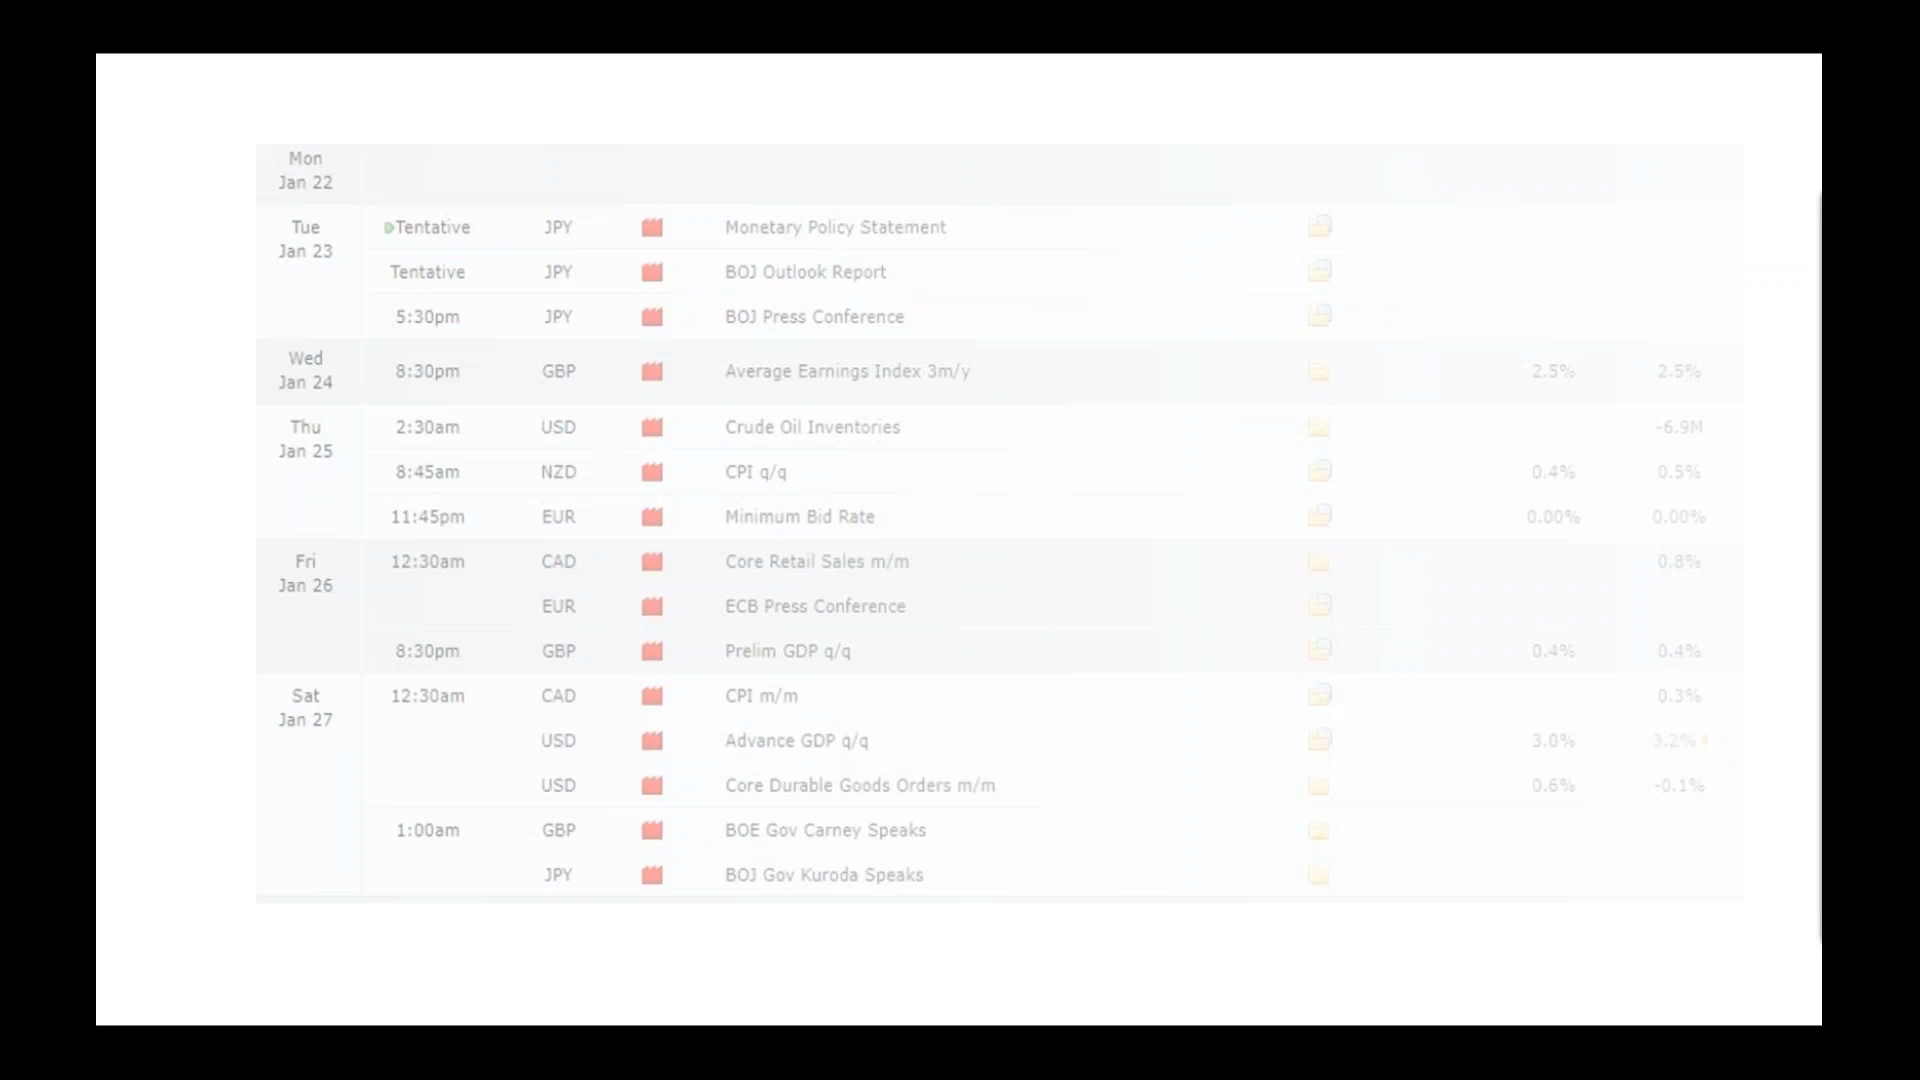 Mon
Jan 22
Tue
Jan 23
Tentative JPY Monetary Policy Statement
Tentative JPY BOJ Outlook Report
5:30pm JPY BOJ Press Conference
Wed
Jan 24
8:30pm GBP Average Earnings Index 3m/y 2.5% 2.5%
Thu
Jan 25
2:30am USD Crude Oil Inventories -6.9M
8:45am NZD CPI q/q 0.4% 0.5%
11:45pm EUR Minimum Bid Rate 0.00% 0.00%
Fri
Jan 26
12:30am CAD Core Retail Sales m/m 0.8%
EUR ECB Press Conference
8:30pm GBP Prelim GDP q/q 0.4% 0.4%
Sat
Jan 27
12:30am CAD CPI m/m 0.3%
USD Advance GDP q/q 3.0% 3.2%
USD Core Durable Goods Orders m/m 0.6% -0.1%
1:00am GBP BOE Gov Carney Speaks
JPY BOJ Gov Kuroda Speaks